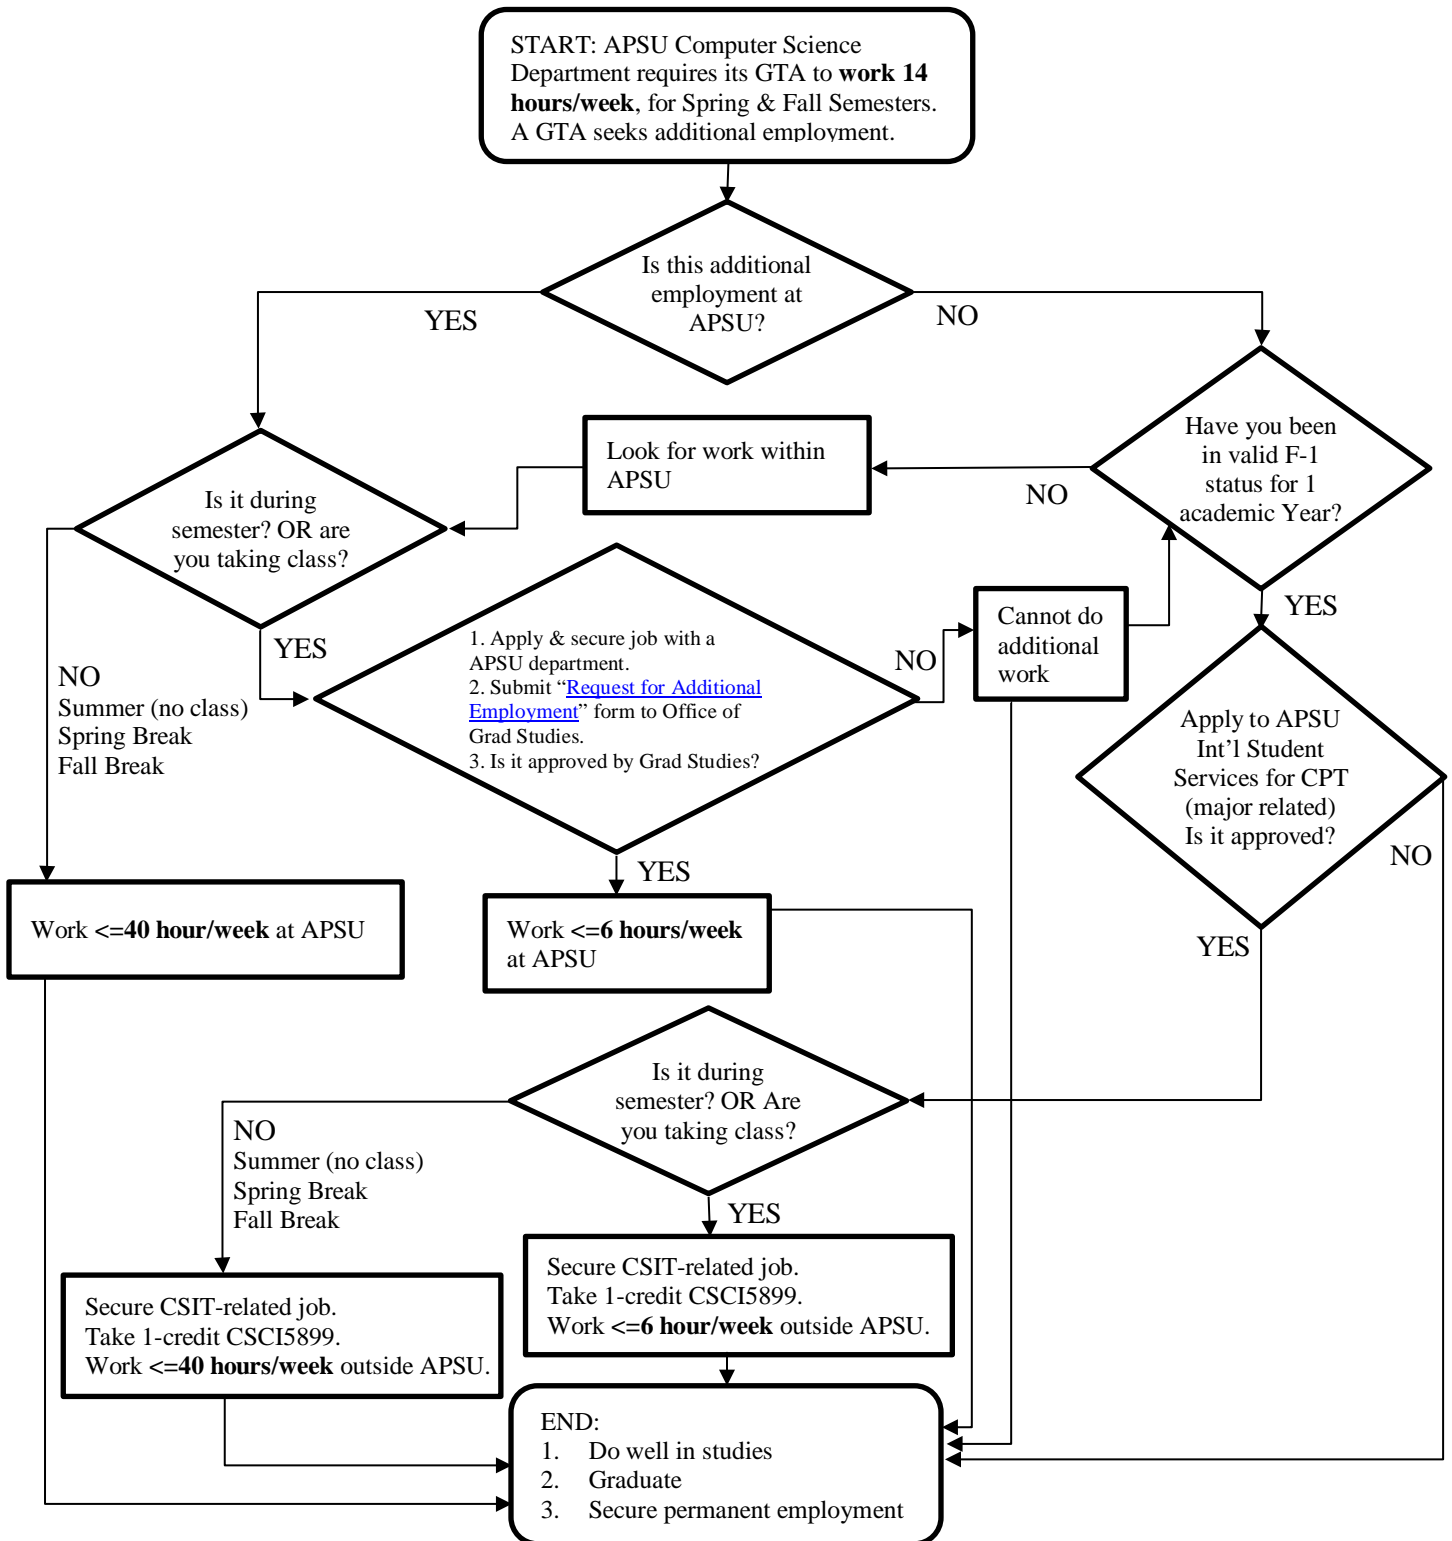 START: APSU Computer Science
Department requires its GTA to work 14
hours/week, for Spring & Fall Semesters.
A GTA seeks additional employment.
Is this additional
employment at
APSU?
YES
NO
Have you been
in valid F-1
status for 1
academic Year?
Look for work within
APSU
NO
Is it during
semester? OR are
you taking class?
YES
NO
Summer (no class)
Spring Break
Fall Break
YES
1. Apply & secure job with a
APSU department.
2. Submit “Request for Additional
Employment” form to Office of
Grad Studies.
3. Is it approved by Grad Studies?
NO
Cannot do
additional
work
Apply to APSU
Int’l Student
Services for CPT
(major related)
Is it approved?
NO
YES
YES
Work <=40 hour/week at APSU
Work <=6 hours/week
at APSU
Is it during
semester? OR Are
you taking class?
NO
Summer (no class)
Spring Break
Fall Break
YES
Secure CSIT-related job.
Take 1-credit CSCI5899.
Work <=6 hour/week outside APSU.
Secure CSIT-related job.
Take 1-credit CSCI5899.
Work <=40 hours/week outside APSU.
END:
1. Do well in studies
2. Graduate
3. Secure permanent employment